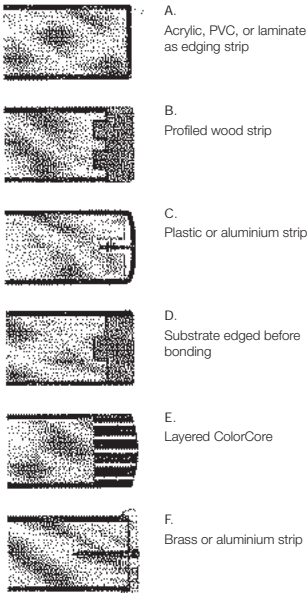 A.
Acrylic, PVC, or laminate
as edging strip
B.
Profiled wood strip
C.
Plastic or aluminium strip
D.
Substrate edged before
bonding
E.
Layered ColorCore
F.
Brass or aluminium strip